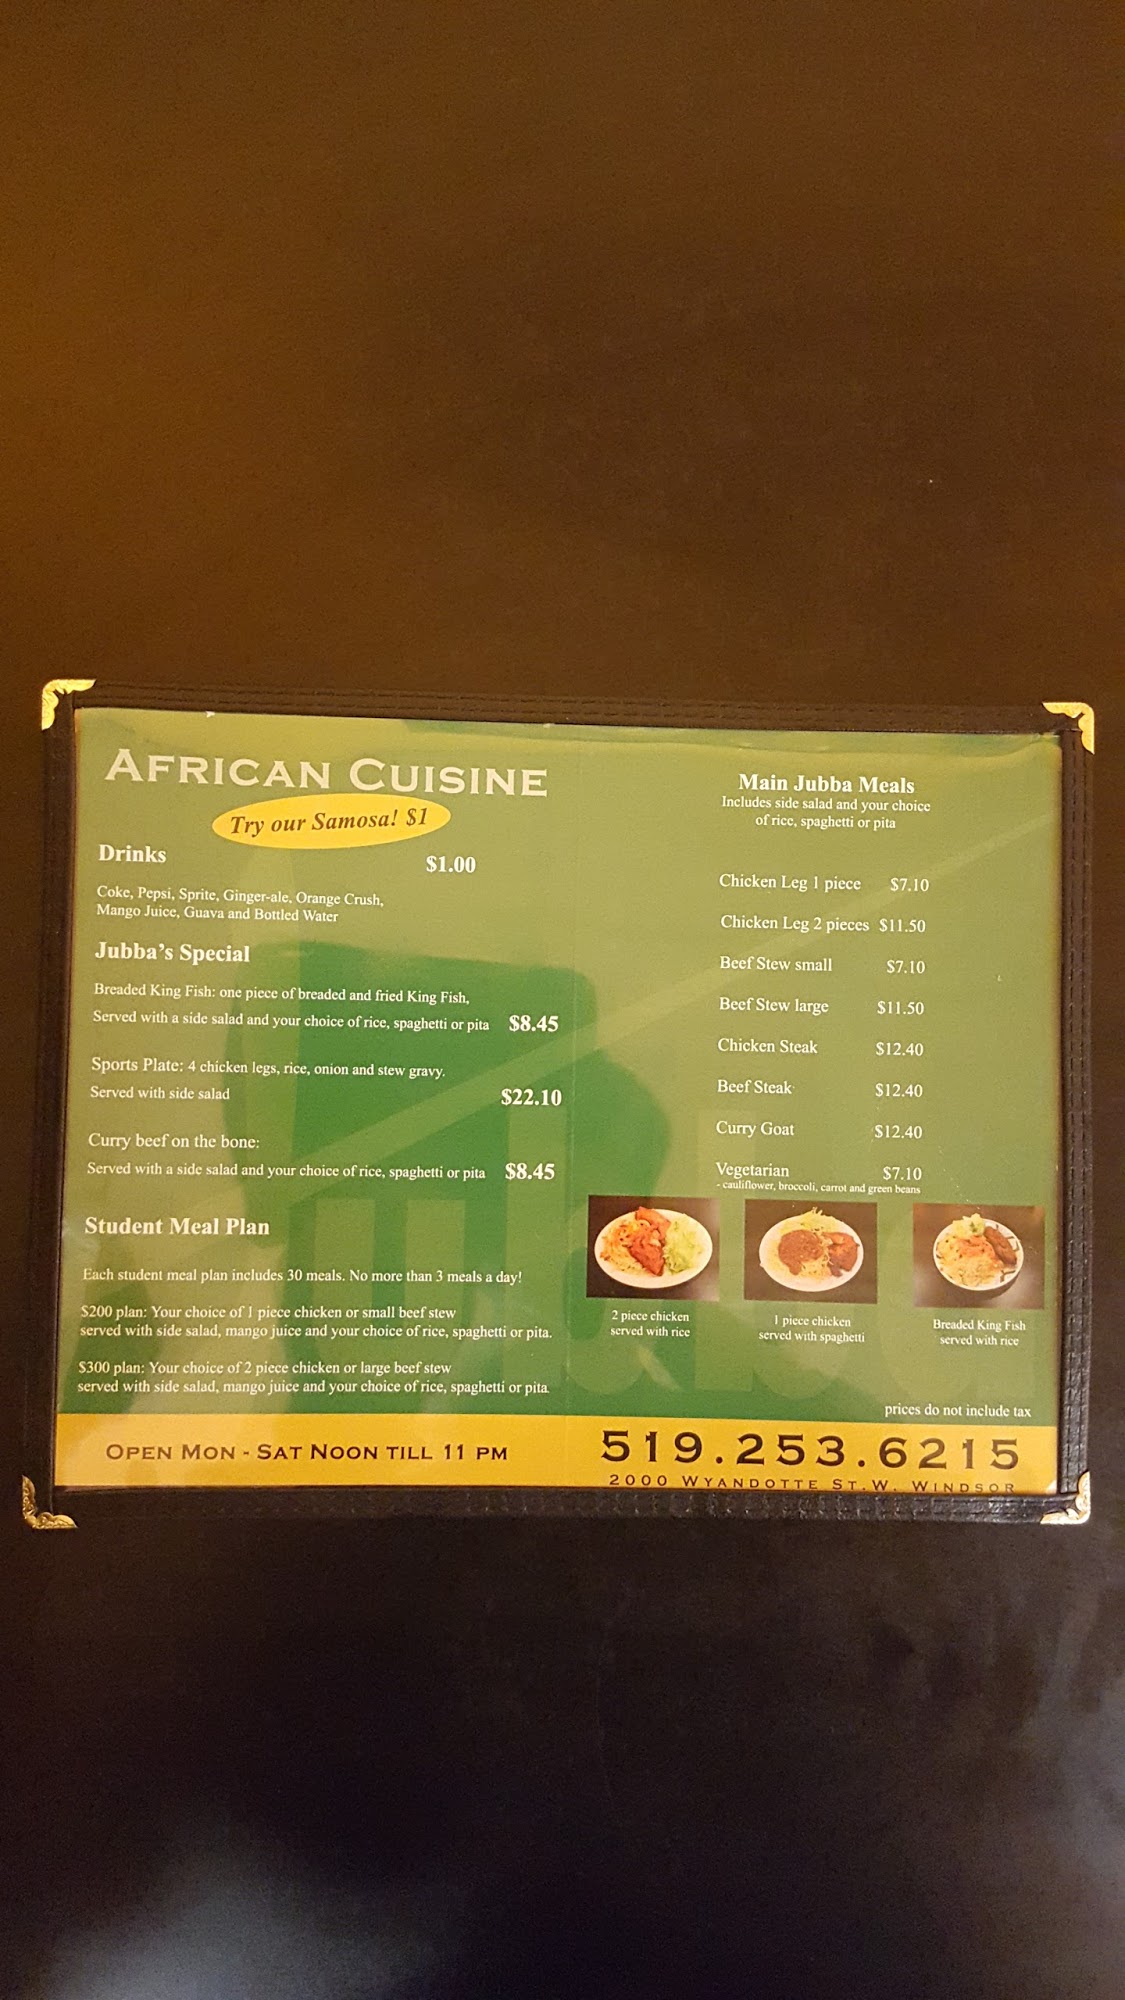 AFRICAN CUISINE
Try our Samosa! $1
Drinks $1.00
Coke, Pepsi, Sprite, Ginger-ale, Orange Crush,
Mango Juice, Guava and Bottled Water
Jubba's Special
Breaded King Fish: one piece of breaded and fried King Fish,
Served with a side salad and your choice of rice, spaghetti or pita $8.45
Sports Plate: 4 chicken legs, rice, onion and stew gravy.
Served with side salad $22.10
Curry beef on the bone:
Served with a side salad and your choice of rice, spaghetti or pita $8.45
Student Meal Plan
Each student meal plan includes 30 meals. No more than 3 meals a day!
$200 plan: Your choice of 1 piece chicken or small beef stew
served with side salad, mango juice and your choice of rice, spaghetti or pita.
$300 plan: Your choice of 2 piece chicken or large beef stew
served with side salad, mango juice and your choice of rice, spaghetti or pita
Main Jubba Meals
Includes side salad and your choice
of rice, spaghetti or pita
Chicken Leg 1 piece $7.10
Chicken Leg 2 pieces $11.50
Beef Stew small $7.10
Beef Stew large $11.50
Chicken Steak $12.40
Beef Steak $12.40
Curry Goat $12.40
Vegetarian $7.10
- cauliflower, broccoli, carrot and green beans
2 piece chicken
served with rice
1 piece chicken
served with spaghetti
Breaded King Fish
served with rice
prices do not include tax
OPEN MON - SAT NOON TILL 11 PM
519.253.6215
2000 WYANDOTTE ST.W. WINDSOR